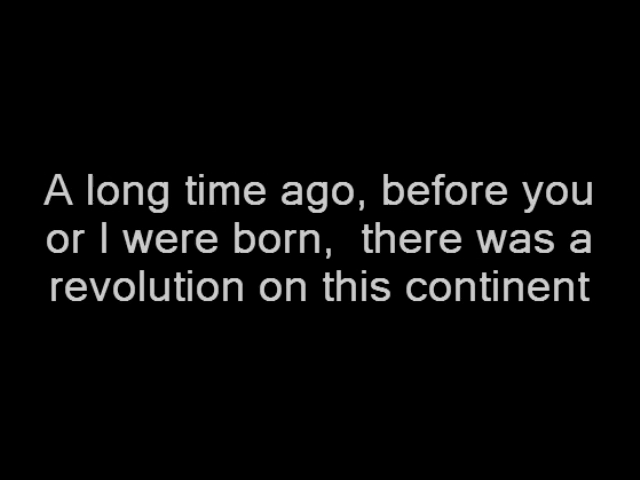 A long time ago, before you
or I were born,  there was a
revolution on this continent